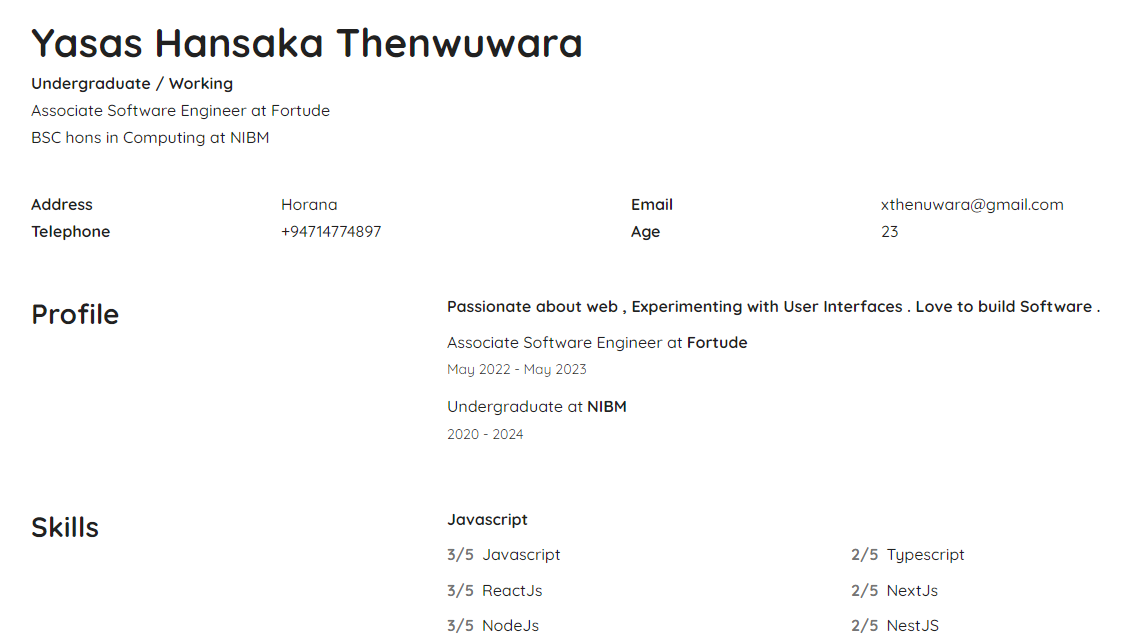 Yasas Hansaka Thenwuwara
Undergraduate / Working
Associate Software Engineer at Fortude
BSC hons in Computing at NIBM
Address Horana Email xthenuwara@gmail.com
Telephone +94714774897 Age 23
Profile
Passionate about web , Experimenting with User Interfaces . Love to build Software .
Associate Software Engineer at Fortude
May 2022 - May 2023
Undergraduate at NIBM
2020 - 2024
Skills
Javascript
3/5 Javascript 2/5 Typescript
3/5 ReactJs 2/5 NextJs
3/5 NodeJs 2/5 NestJS